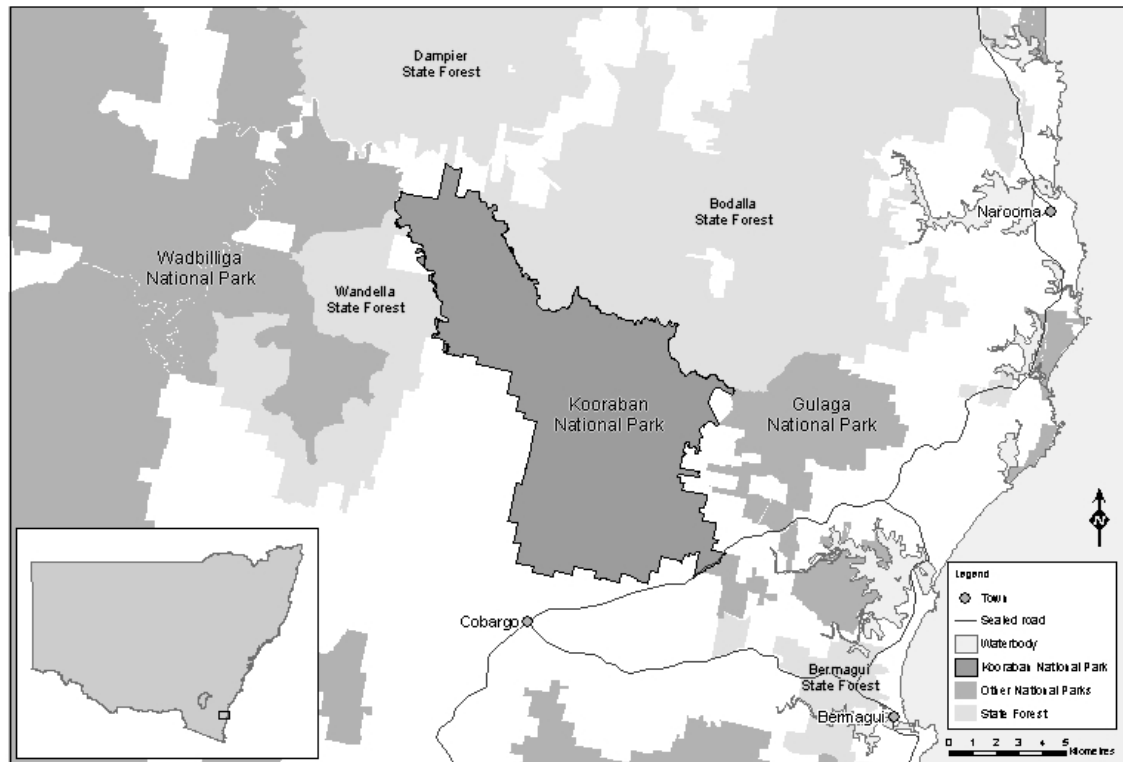 Dampier
State Forest
Bodalla
State Forest
Narooma
Wadbilliga
National Park
Wandella
State Forest
Kooraban
National Park
Gulaga
National Park
N
Cobargo
Bermagui
State Forest
Bermagui
Legend
Town
Sealed road
Waterbody
Kooraban National Park
Other National Parks
State Forest
0 1 2 3 4 5
Kilometres